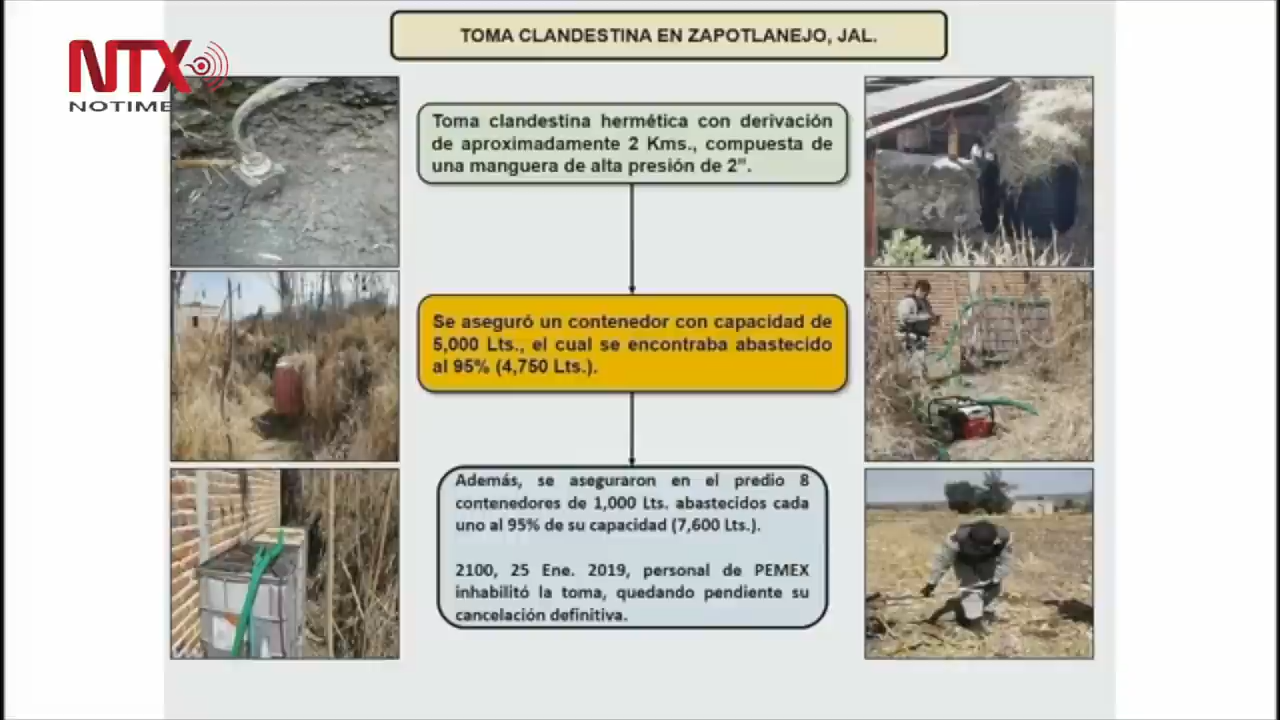 TOMA CLANDESTINA EN ZAPOTLANEJO, JAL.
NTX
NOTIME
Toma clandestina hermética con derivación
de aproximadamente 2 Kms., compuesta de
una manguera de alta presión de 2".
Se aseguró un contenedor con capacidad de
5,000 Lts., el cual se encontraba abastecido
al 95% (4,750 Lts.).
Además, se aseguraron en el predio 8
contenedores de 1,000 Lts. abastecidos cada
uno al 95% de su capacidad (7,600 Lts.).
2100, 25 Ene. 2019, personal de PEMEX
inhabilitó la toma, quedando pendiente su
cancelación definitiva.